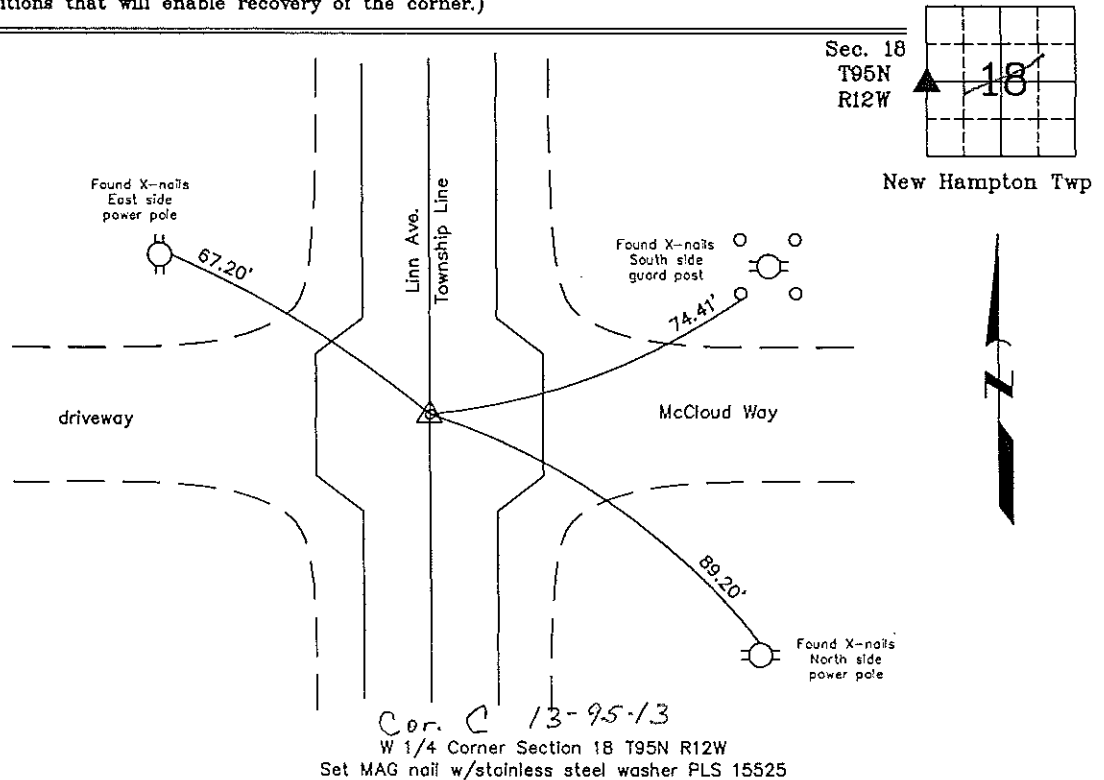 itions that will enable recovery of the corner.)
Sec. 18
T95N
R12W
18
New Hampton Twp
Found X-nails
East side
power pole
67.20'
Linn Ave.
Township Line
Found X-nails
South side
guard post
74.41'
N
driveway
McCloud Way
89.20'
Found X-nails
North side
power pole
Cor. C 13-95-13
W 1/4 Corner Section 18 T95N R12W
Set MAG nail w/stainless steel washer PLS 15525